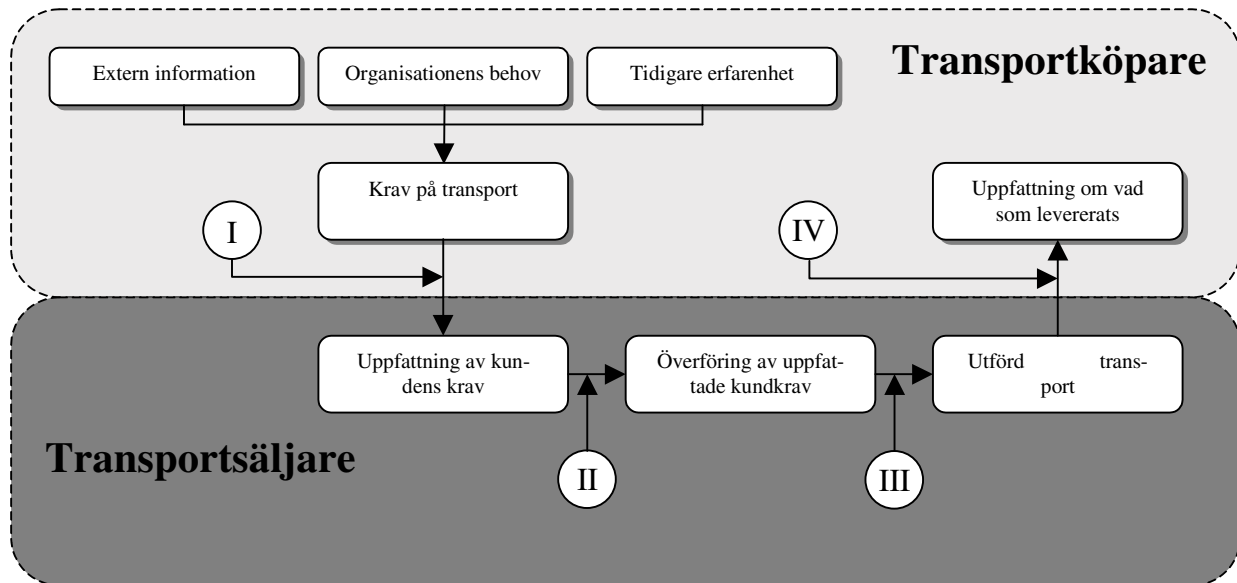 Extern information
Organisationens behov
Tidigare erfarenhet
Transportköpare
Krav på transport
Uppfattning om vad
som levererats
I
IV
Uppfattning av kun-
dens krav
Överföring av uppfat-
tade kundkrav
Utförd trans-
port
Transportsäljare
II
III